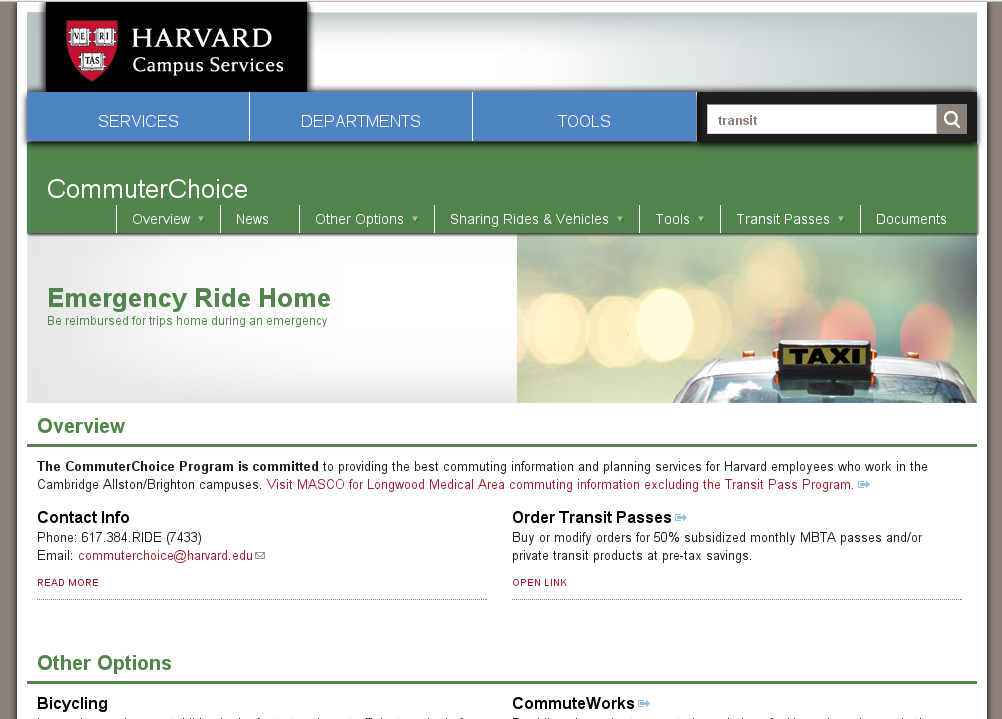 VE RI TAS
HARVARD
Campus Services
SERVICES
DEPARTMENTS
TOOLS
transit
CommuterChoice
Overview
News
Other Options
Sharing Rides & Vehicles
Tools
Transit Passes
Documents
Emergency Ride Home
Be reimbursed for trips home during an emergency
TAXI
Overview
The CommuterChoice Program is committed to providing the best commuting information and planning services for Harvard employees who work in the
Cambridge Allston/Brighton campuses. Visit MASCO for Longwood Medical Area commuting information excluding the Transit Pass Program.
Contact Info
Phone: 617.384.RIDE (7433)
Email: commuterchoice@harvard.edu
READ MORE
Order Transit Passes
Buy or modify orders for 50% subsidized monthly MBTA passes and/or
private transit products at pre-tax savings.
OPEN LINK
Other Options
Bicycling
CommuteWorks